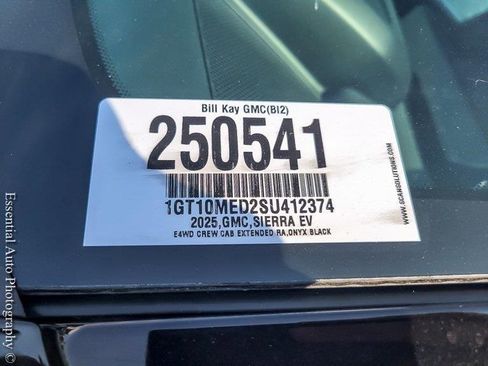 Bill Kay GMC(BI2)
250541
1GT10MED2SU412374
2025,GMC,SIERRA EV
E4WD CREW CAB EXTENDED RA,ONYX BLACK
WWW.SCANSOLUTIONS.COM
Essential Auto Photography ©